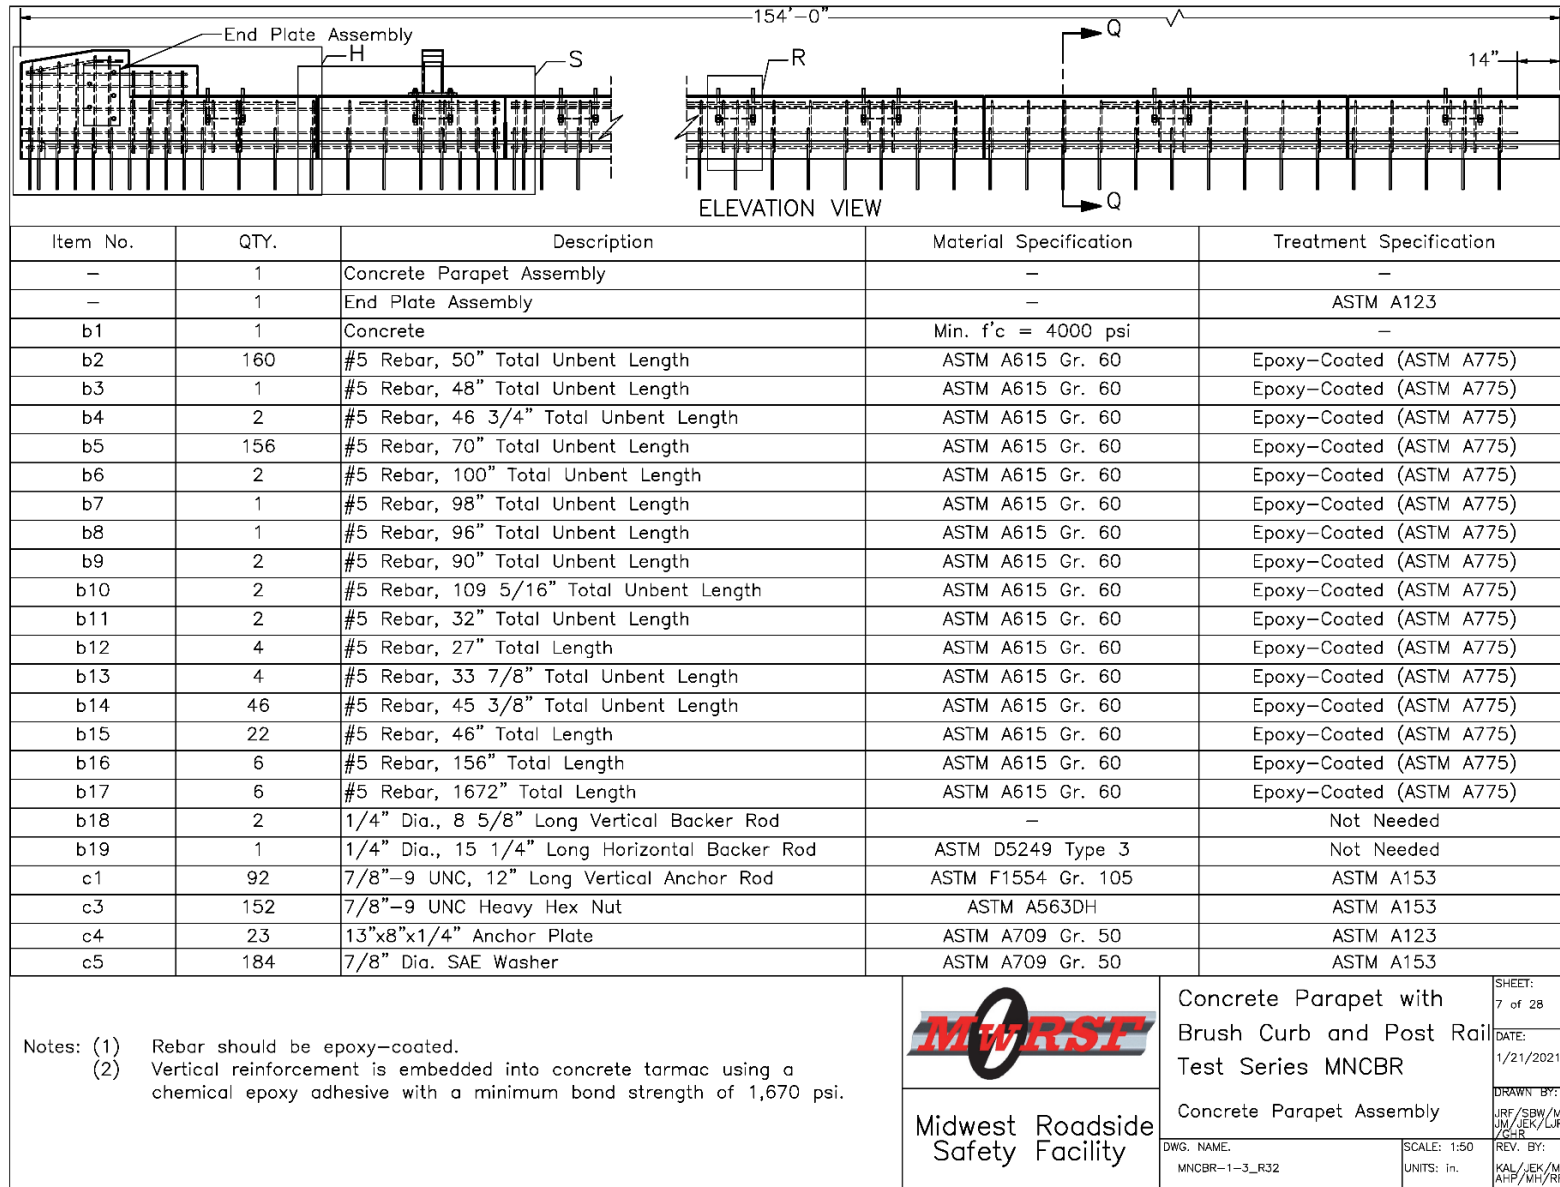 154'-0"
End Plate Assembly
H
S
R
Q
14"
Q
ELEVATION VIEW
Item No. QTY. Description Material Specification Treatment Specification
– 1 Concrete Parapet Assembly – –
– 1 End Plate Assembly – ASTM A123
b1 1 Concrete Min. f'c = 4000 psi –
b2 160 #5 Rebar, 50" Total Unbent Length ASTM A615 Gr. 60 Epoxy-Coated (ASTM A775)
b3 1 #5 Rebar, 48" Total Unbent Length ASTM A615 Gr. 60 Epoxy-Coated (ASTM A775)
b4 2 #5 Rebar, 46 3/4" Total Unbent Length ASTM A615 Gr. 60 Epoxy-Coated (ASTM A775)
b5 156 #5 Rebar, 70" Total Unbent Length ASTM A615 Gr. 60 Epoxy-Coated (ASTM A775)
b6 2 #5 Rebar, 100" Total Unbent Length ASTM A615 Gr. 60 Epoxy-Coated (ASTM A775)
b7 1 #5 Rebar, 98" Total Unbent Length ASTM A615 Gr. 60 Epoxy-Coated (ASTM A775)
b8 1 #5 Rebar, 96" Total Unbent Length ASTM A615 Gr. 60 Epoxy-Coated (ASTM A775)
b9 2 #5 Rebar, 90" Total Unbent Length ASTM A615 Gr. 60 Epoxy-Coated (ASTM A775)
b10 2 #5 Rebar, 109 5/16" Total Unbent Length ASTM A615 Gr. 60 Epoxy-Coated (ASTM A775)
b11 2 #5 Rebar, 32" Total Unbent Length ASTM A615 Gr. 60 Epoxy-Coated (ASTM A775)
b12 4 #5 Rebar, 27" Total Length ASTM A615 Gr. 60 Epoxy-Coated (ASTM A775)
b13 4 #5 Rebar, 33 7/8" Total Unbent Length ASTM A615 Gr. 60 Epoxy-Coated (ASTM A775)
b14 46 #5 Rebar, 45 3/8" Total Unbent Length ASTM A615 Gr. 60 Epoxy-Coated (ASTM A775)
b15 22 #5 Rebar, 46" Total Length ASTM A615 Gr. 60 Epoxy-Coated (ASTM A775)
b16 6 #5 Rebar, 156" Total Length ASTM A615 Gr. 60 Epoxy-Coated (ASTM A775)
b17 6 #5 Rebar, 1672" Total Length ASTM A615 Gr. 60 Epoxy-Coated (ASTM A775)
b18 2 1/4" Dia., 8 5/8" Long Vertical Backer Rod – Not Needed
b19 1 1/4" Dia., 15 1/4" Long Horizontal Backer Rod ASTM D5249 Type 3 Not Needed
c1 92 7/8"-9 UNC, 12" Long Vertical Anchor Rod ASTM F1554 Gr. 105 ASTM A153
c3 152 7/8"-9 UNC Heavy Hex Nut ASTM A563DH ASTM A153
c4 23 13"x8"x1/4" Anchor Plate ASTM A709 Gr. 50 ASTM A123
c5 184 7/8" Dia. SAE Washer ASTM A709 Gr. 50 ASTM A153
Notes: (1) Rebar should be epoxy-coated.
(2) Vertical reinforcement is embedded into concrete tarmac using a
chemical epoxy adhesive with a minimum bond strength of 1,670 psi.
MwRSF
Midwest Roadside
Safety Facility
Concrete Parapet with
Brush Curb and Post Rail
Test Series MNCBR
Concrete Parapet Assembly
DWG. NAME.
MNCBR-1-3_R32
SCALE: 1:50
UNITS: in.
SHEET:
7 of 28
DATE:
1/21/2021
DRAWN BY:
JRF/SBW/M
JM/JEK/LJP
/GHR
REV. BY:
KAL/JEK/M
AHP/MH/R